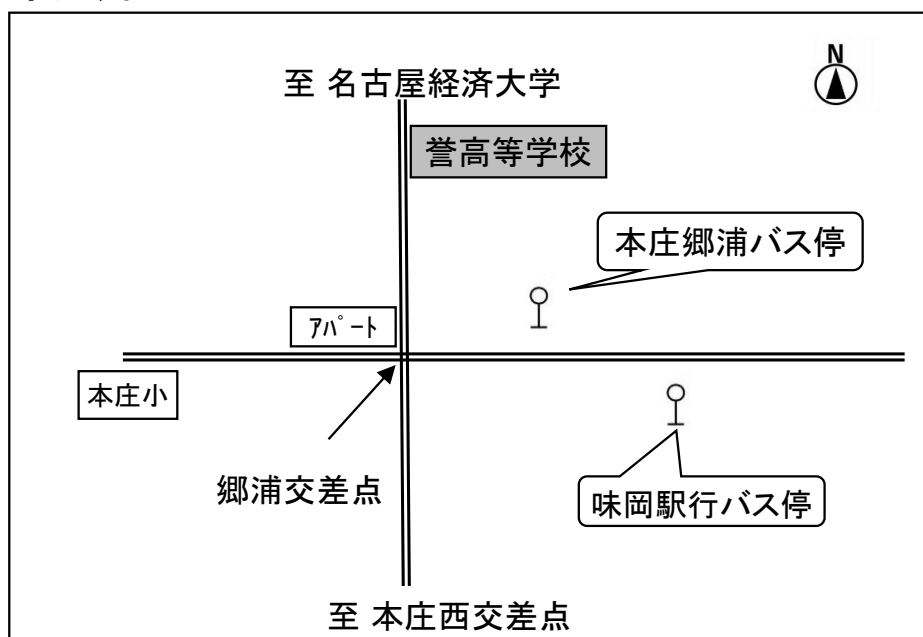 N
至 名古屋経済大学
誉高等学校
本庄郷浦バス停
ｱﾊﾟｰﾄ
本庄小
郷浦交差点
味岡駅行バス停
至 本庄西交差点